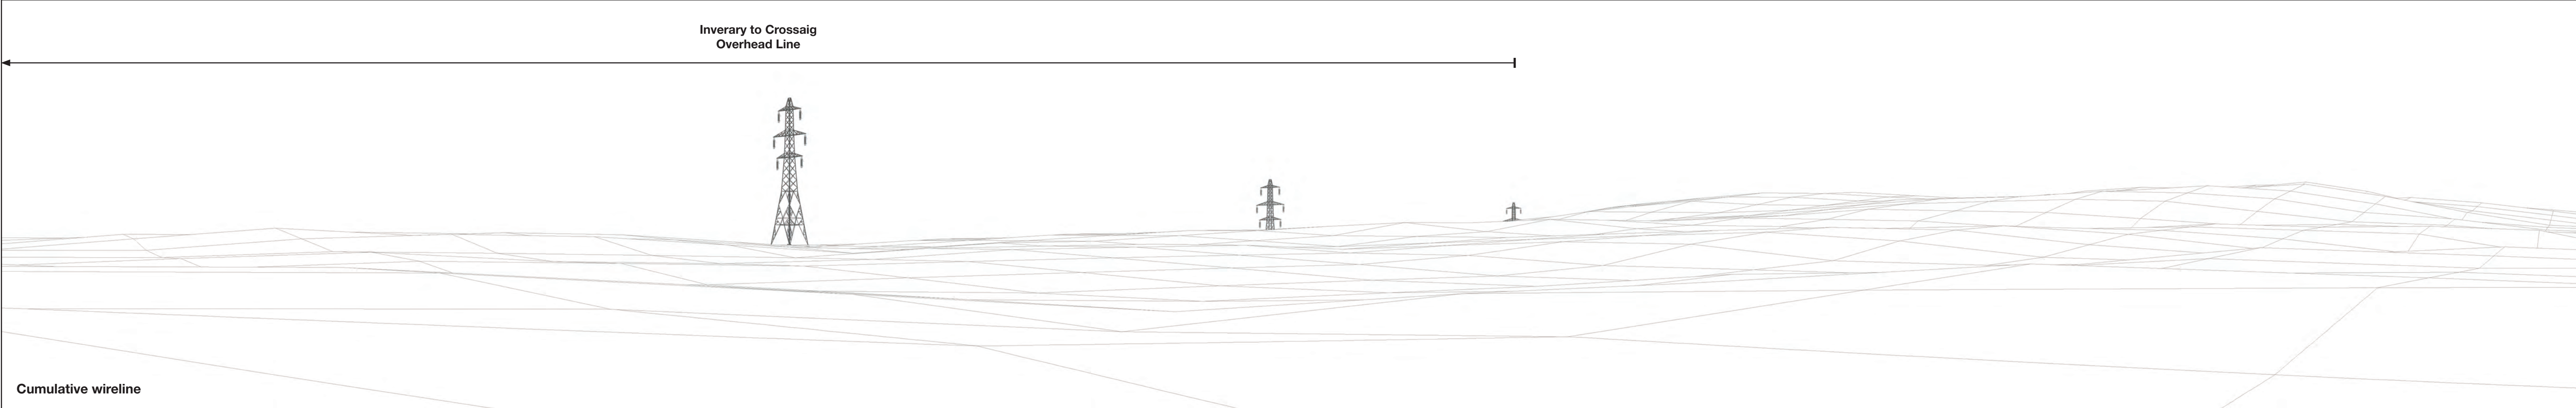 Inverary to Crossaig
Overhead Line
Cumulative wireline